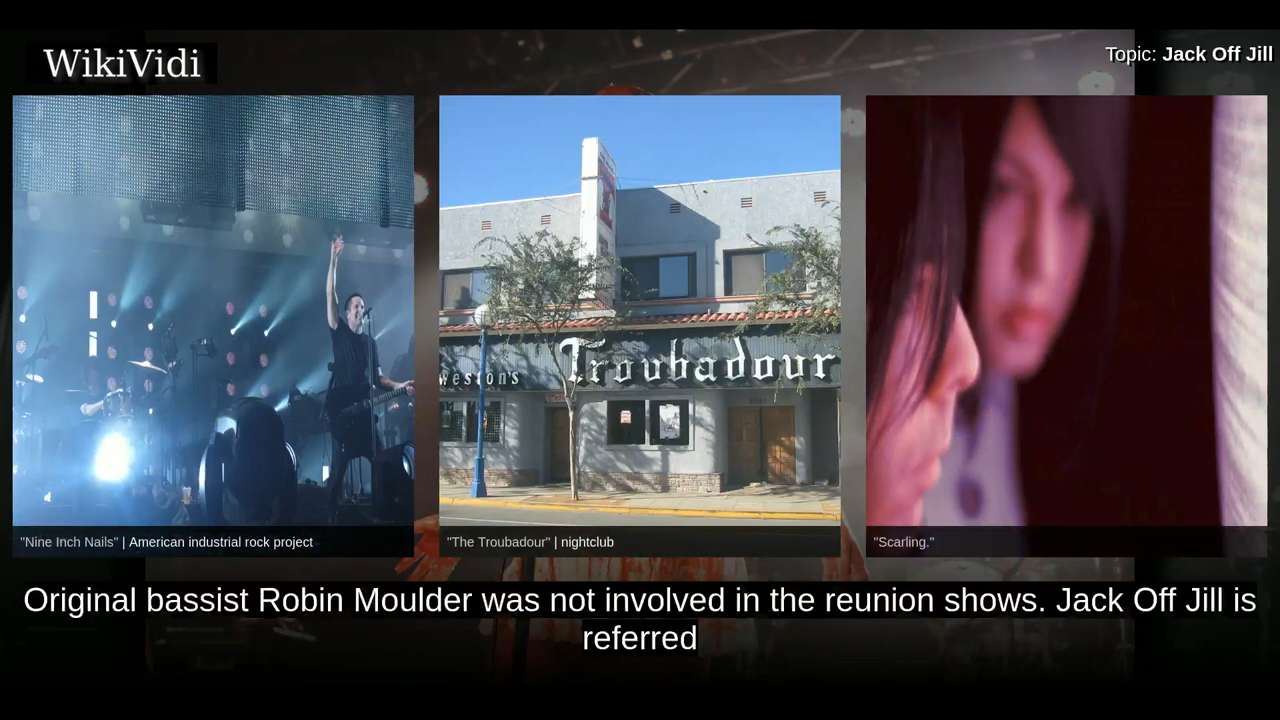 WikiVidi
Topic: Jack Off Jill
weston's
Troubadour
"Nine Inch Nails" | American industrial rock project
"The Troubadour" | nightclub
"Scarling."
Original bassist Robin Moulder was not involved in the reunion shows. Jack Off Jill is
referred